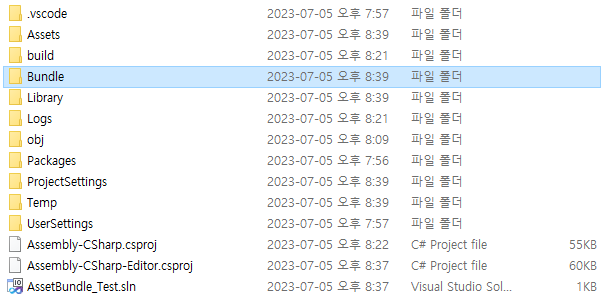 .vscode 2023-07-05 오후 7:57 파일 폴더
Assets 2023-07-05 오후 8:39 파일 폴더
build 2023-07-05 오후 8:21 파일 폴더
Bundle 2023-07-05 오후 8:39 파일 폴더
Library 2023-07-05 오후 8:39 파일 폴더
Logs 2023-07-05 오후 8:21 파일 폴더
obj 2023-07-05 오후 8:09 파일 폴더
Packages 2023-07-05 오후 7:56 파일 폴더
ProjectSettings 2023-07-05 오후 8:39 파일 폴더
Temp 2023-07-05 오후 8:39 파일 폴더
UserSettings 2023-07-05 오후 7:57 파일 폴더
Assembly-CSharp.csproj 2023-07-05 오후 8:22 C# Project file 55KB
Assembly-CSharp-Editor.csproj 2023-07-05 오후 8:37 C# Project file 60KB
AssetBundle_Test.sln 2023-07-05 오후 8:37 Visual Studio Sol... 1KB